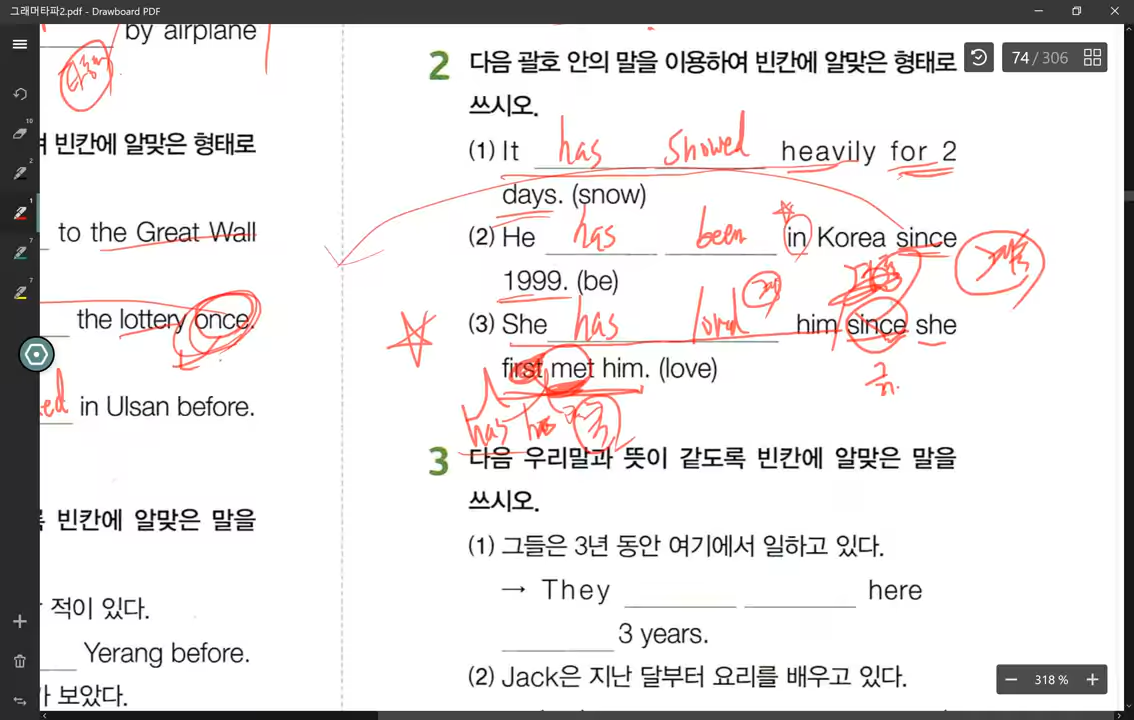 그래머타파2.pdf - Drawboard PDF
by airplane
2 다음 괄호 안의 말을 이용하여 빈칸에 알맞은 형태로
쓰시오.
74 / 306
(1) It has showed heavily for 2
days. (snow)
(2) He has been in Korea since
1999. (be)
(3) She has loved him since she
first met him. (love)
has
빈칸에 알맞은 형태로
to the Great Wall
the lottery once.
ed in Ulsan before.
3 다음 우리말과 뜻이 같도록 빈칸에 알맞은 말을
쓰시오.
(1) 그들은 3년 동안 여기에서 일하고 있다.
→ They here
3 years.
(2) Jack은 지난 달부터 요리를 배우고 있다.
빈칸에 알맞은 말을
적이 있다.
Yerang before.
보았다.
10
2
1
7
7
318 %